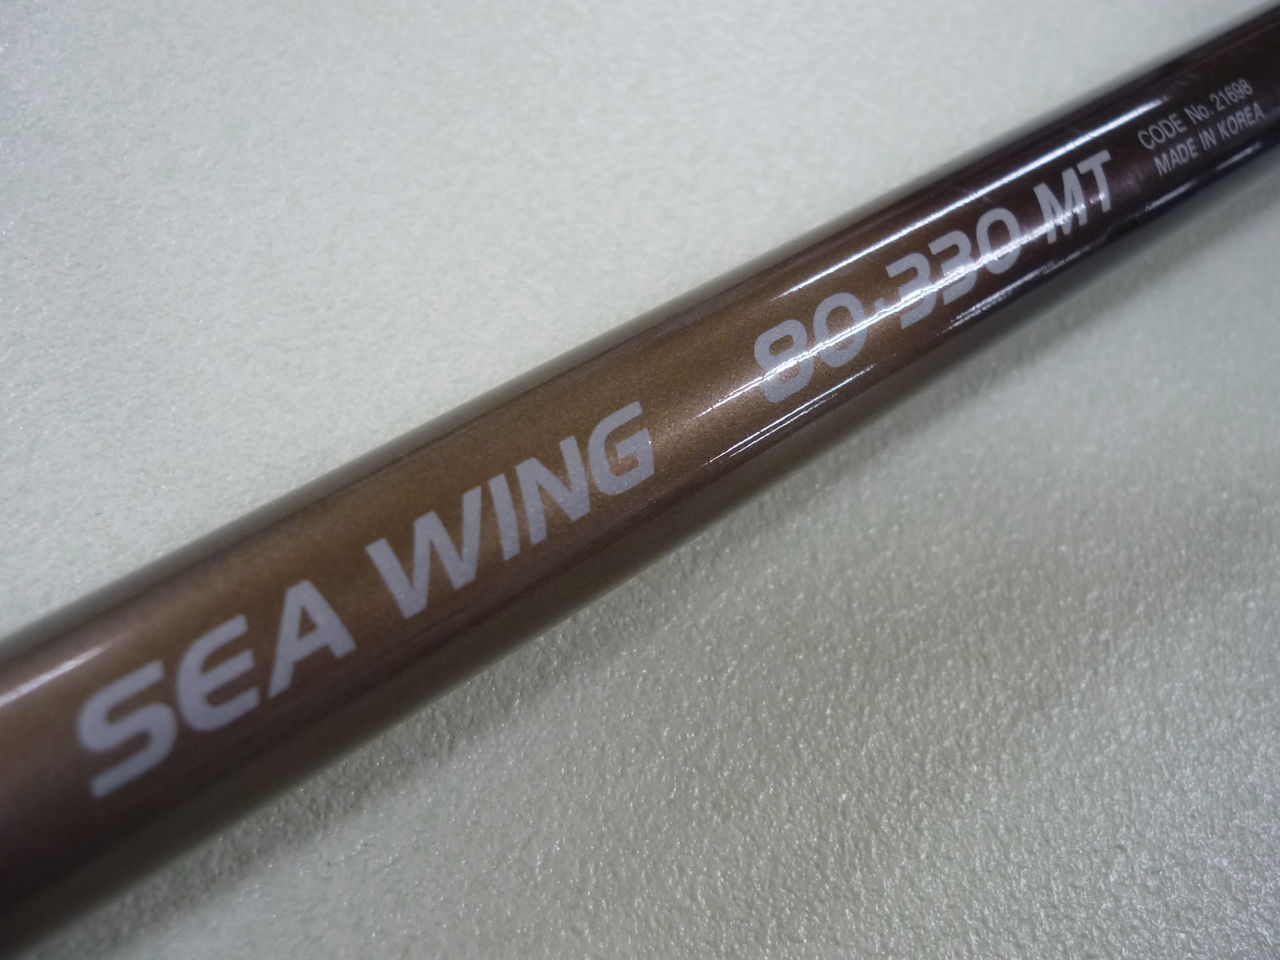 SEA WING 80·330 MT
CODE No. 21698
MADE IN KOREA